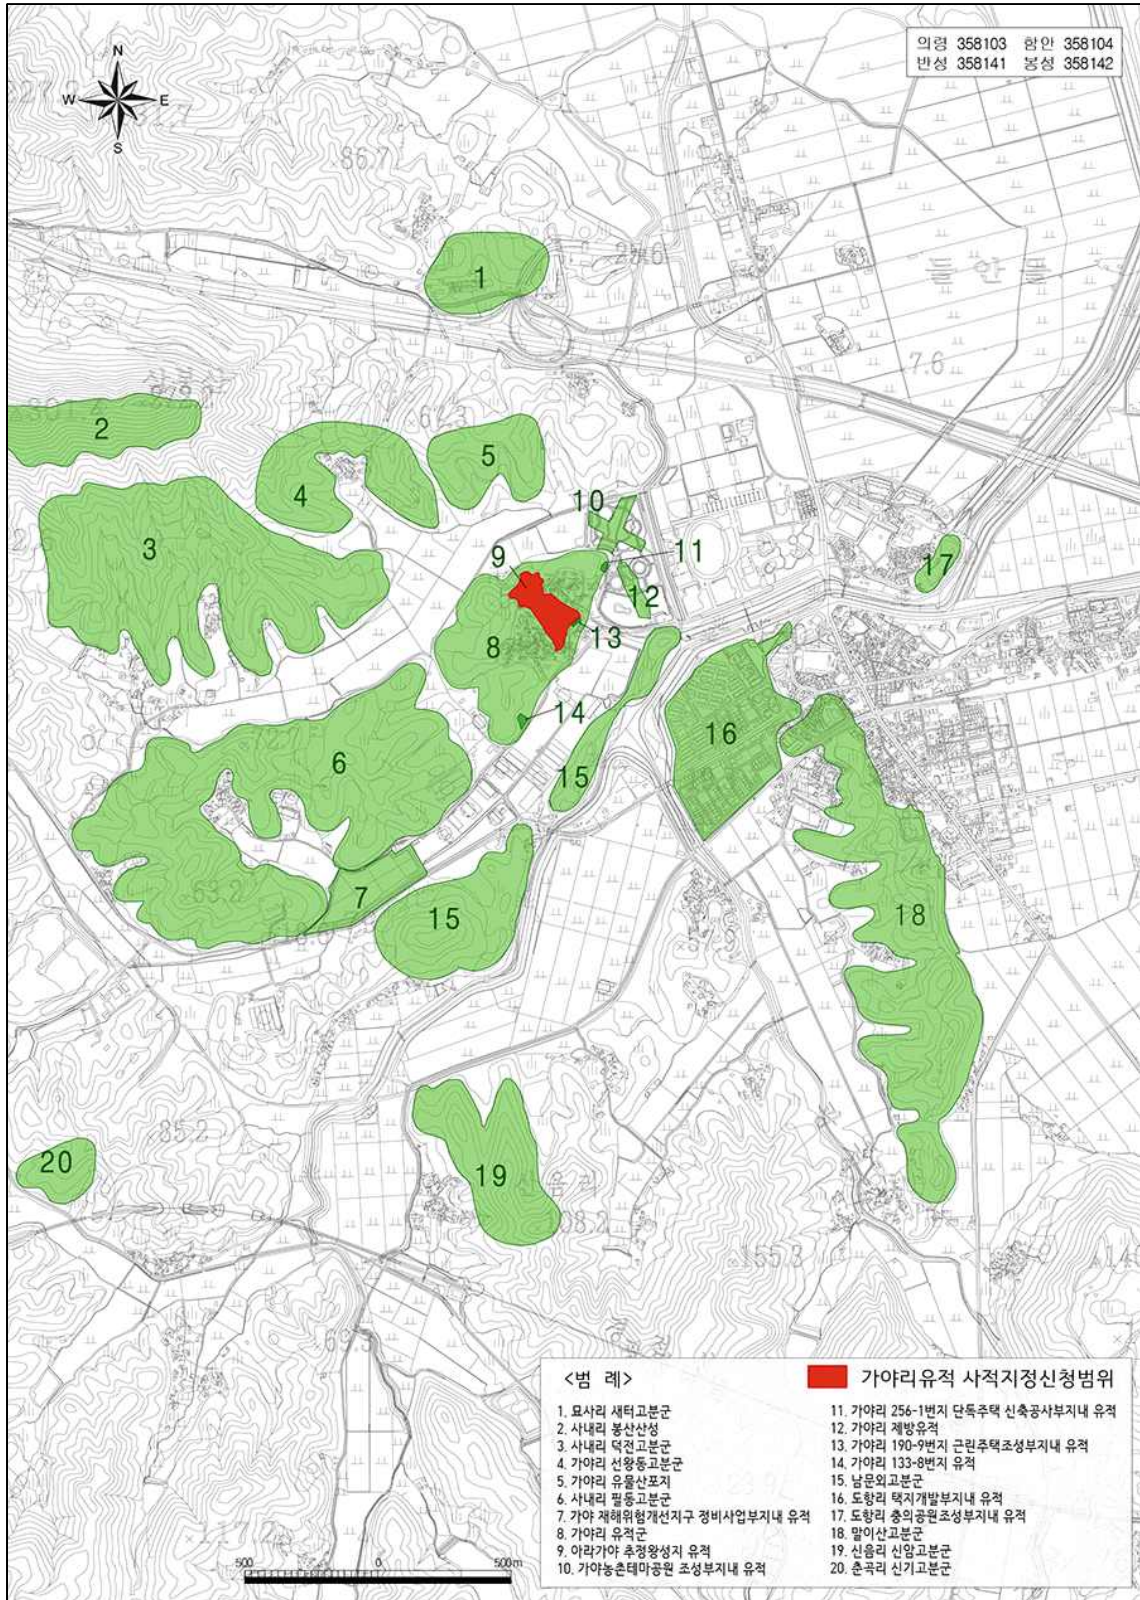 의령 358103 함안 358104
반성 358141 봉성 358142
N
W E
S
86.7
1
7.6
2
5
4
10
3
9
11
17
12
8
13
14
16
6
15
53.2
7
15
18
85.2
20
19
155.3
69.3
117.2
<범 례>
가야리유적 사적지정신청범위
1. 묘사리 새터고분군
2. 사내리 봉산산성
3. 사내리 덕전고분군
4. 가야리 선왕동고분군
5. 가야리 유물산포지
6. 사내리 필동고분군
7. 가야 재해위험개선지구 정비사업부지내 유적
8. 가야리 유적군
9. 아라가야 추정왕성지 유적
10. 가야농촌테마공원 조성부지내 유적
11. 가야리 256-1번지 단독주택 신축공사부지내 유적
12. 가야리 제방유적
13. 가야리 190-9번지 근린주택조성부지내 유적
14. 가야리 133-8번지 유적
15. 남문외고분군
16. 도항리 택지개발부지내 유적
17. 도항리 충의공원조성부지내 유적
18. 말이산고분군
19. 신음리 신암고분군
20. 춘곡리 신기고분군
500 0 500m